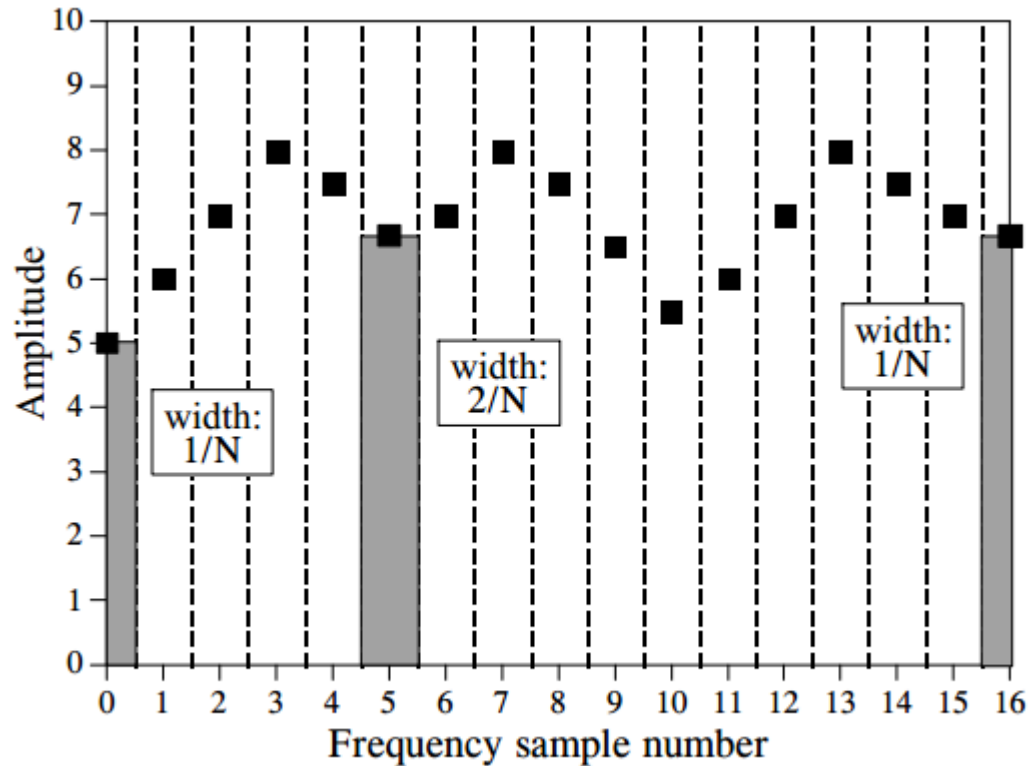 10
9
8
7
6
5
4
3
2
1
0
Amplitude
width:
1/N
width:
2/N
width:
1/N
0 1 2 3 4 5 6 7 8 9 10 11 12 13 14 15 16
Frequency sample number